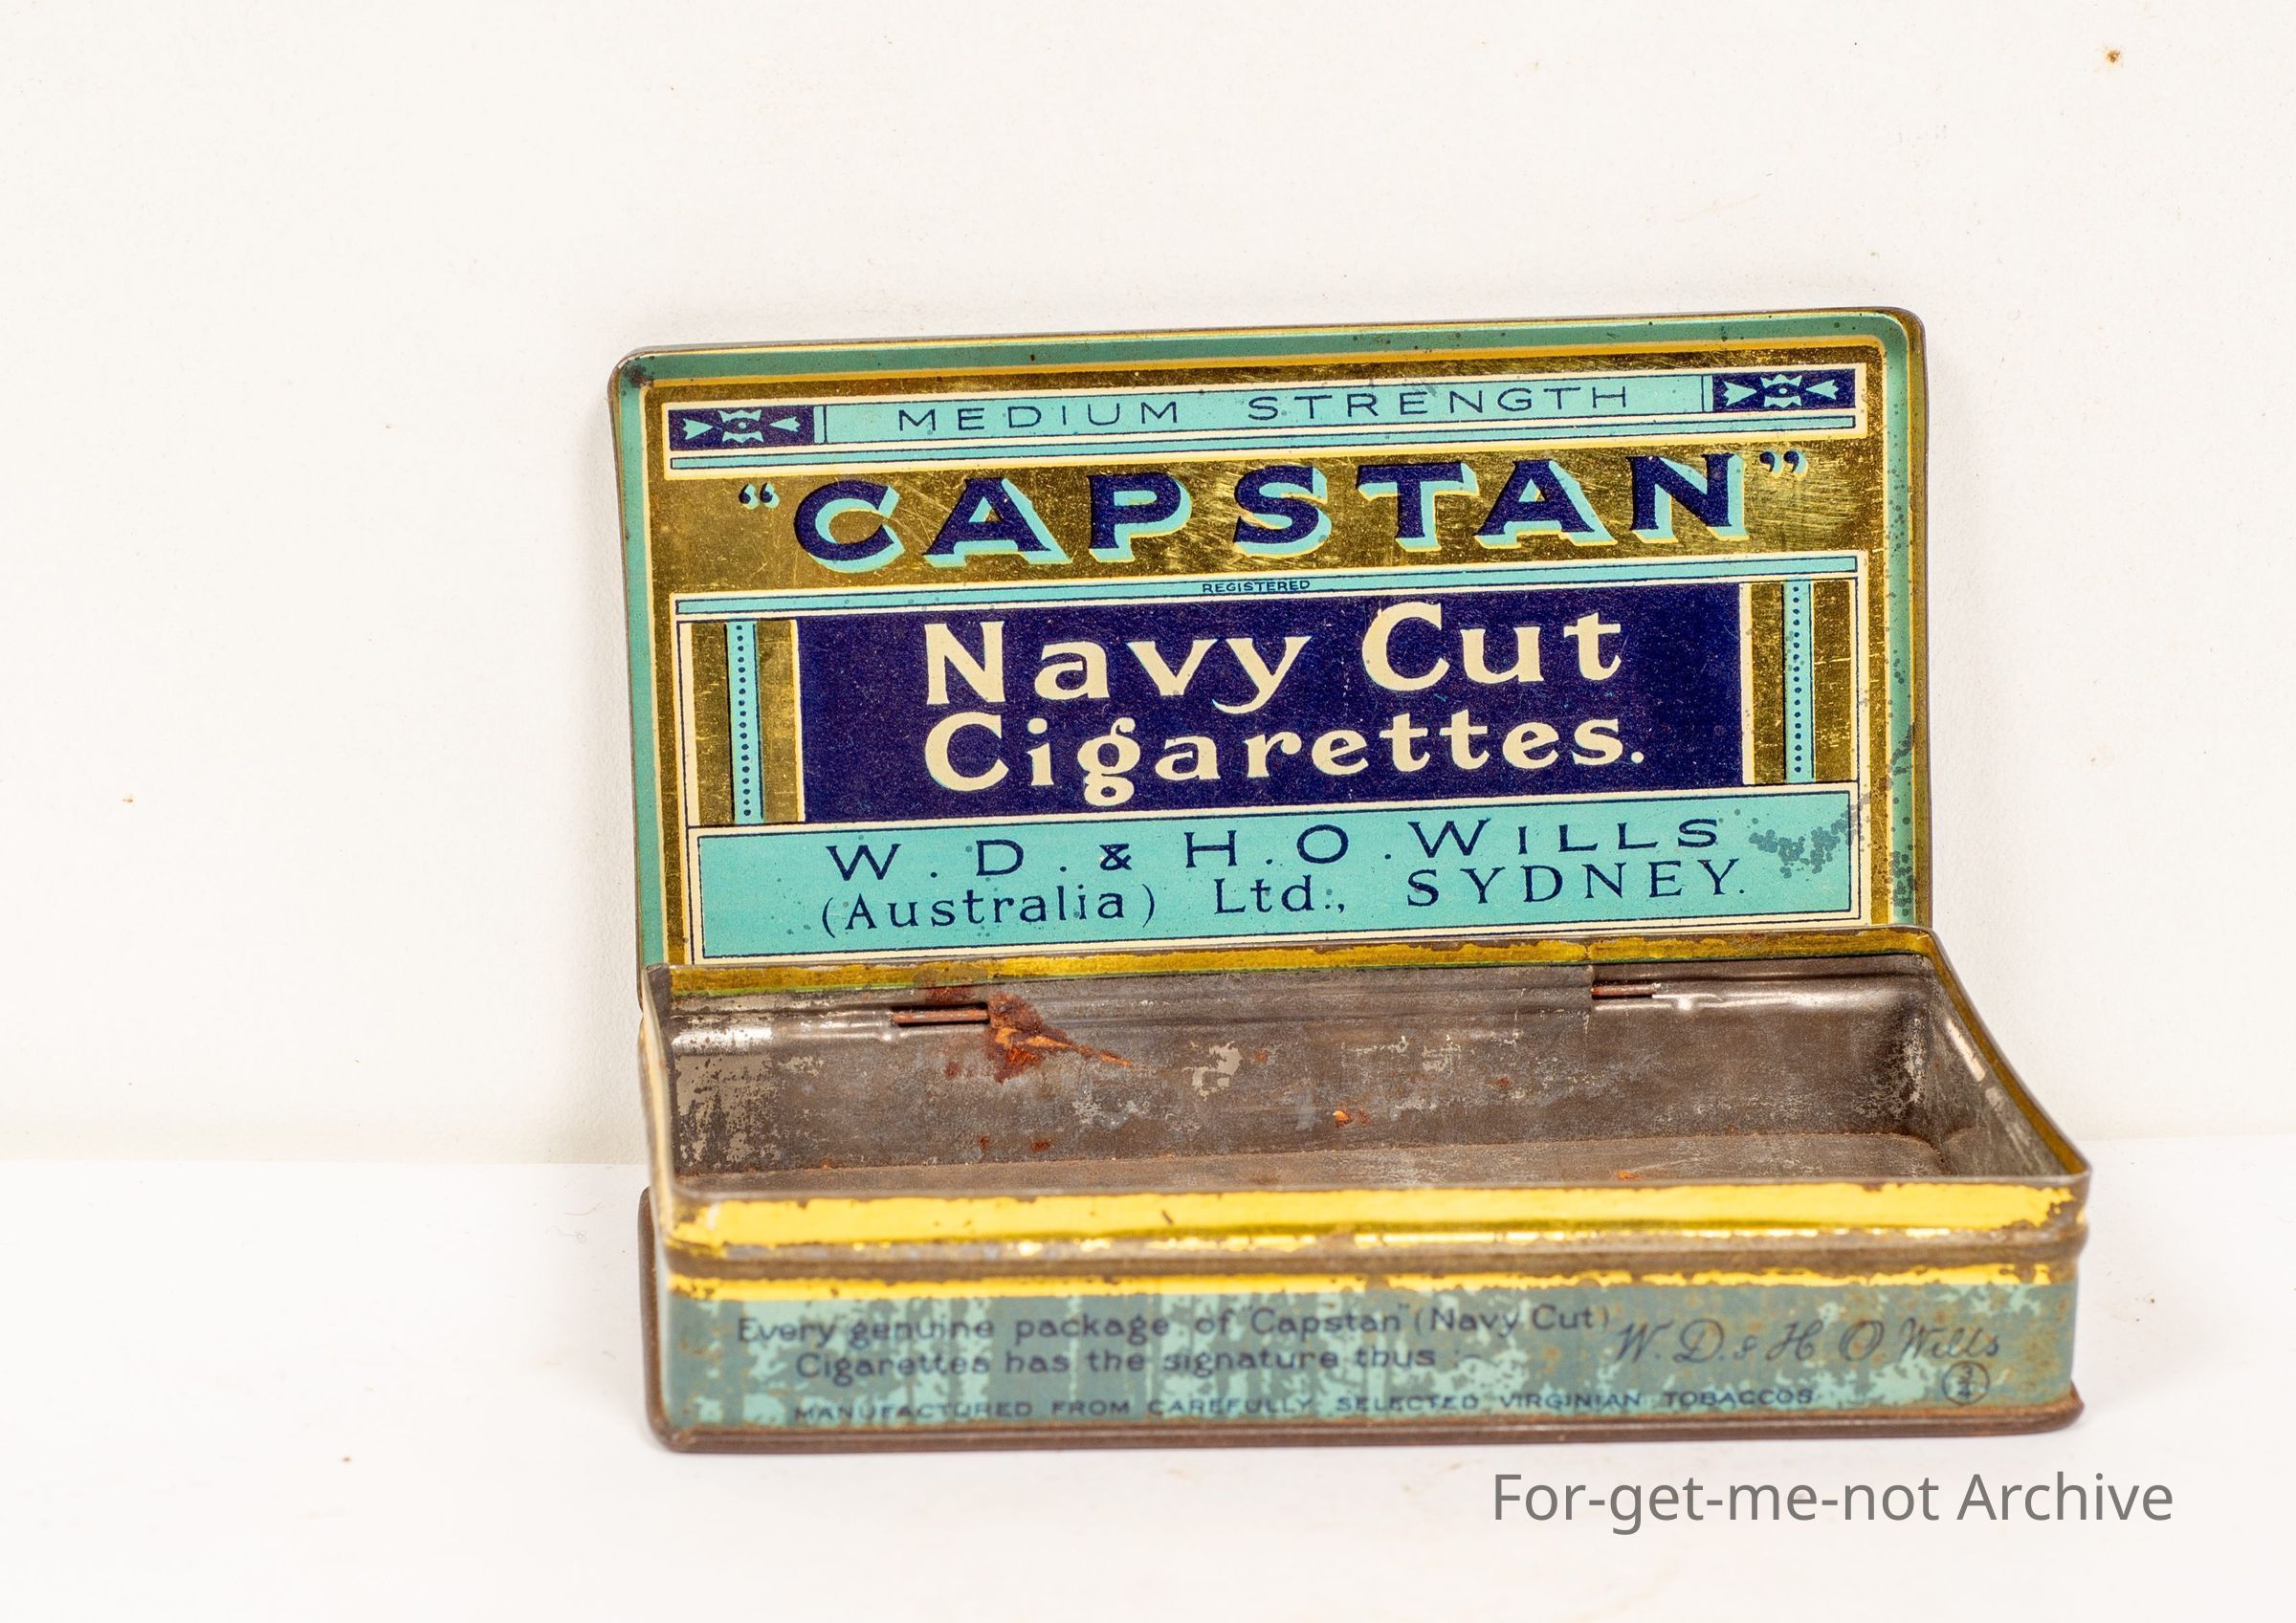 MEDIUM STRENGTH
“CAPSTAN”
REGISTERED
Navy Cut
Cigarettes.
W. D. & H. O. WILLS
(Australia) Ltd., SYDNEY.
Every genuine package of "Capstan" (Navy Cut)
Cigarettes has the signature thus :-
W. D. & H. O. Wills
MANUFACTURED FROM CAREFULLY SELECTED VIRGINIAN TOBACCOS
For-get-me-not Archive